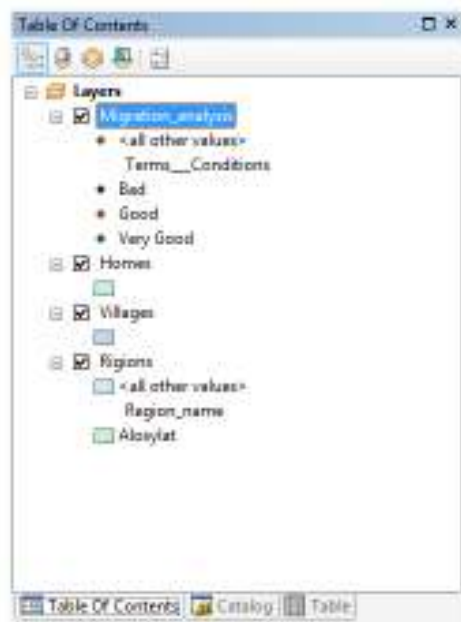 Table Of Contents
Layers
Migration_analysis
<all other values>
Terms__Conditions
Bad
Good
Very Good
Homes
Villages
Rigions
<all other values>
Region_name
Alosylat
Table Of Contents Catalog Table